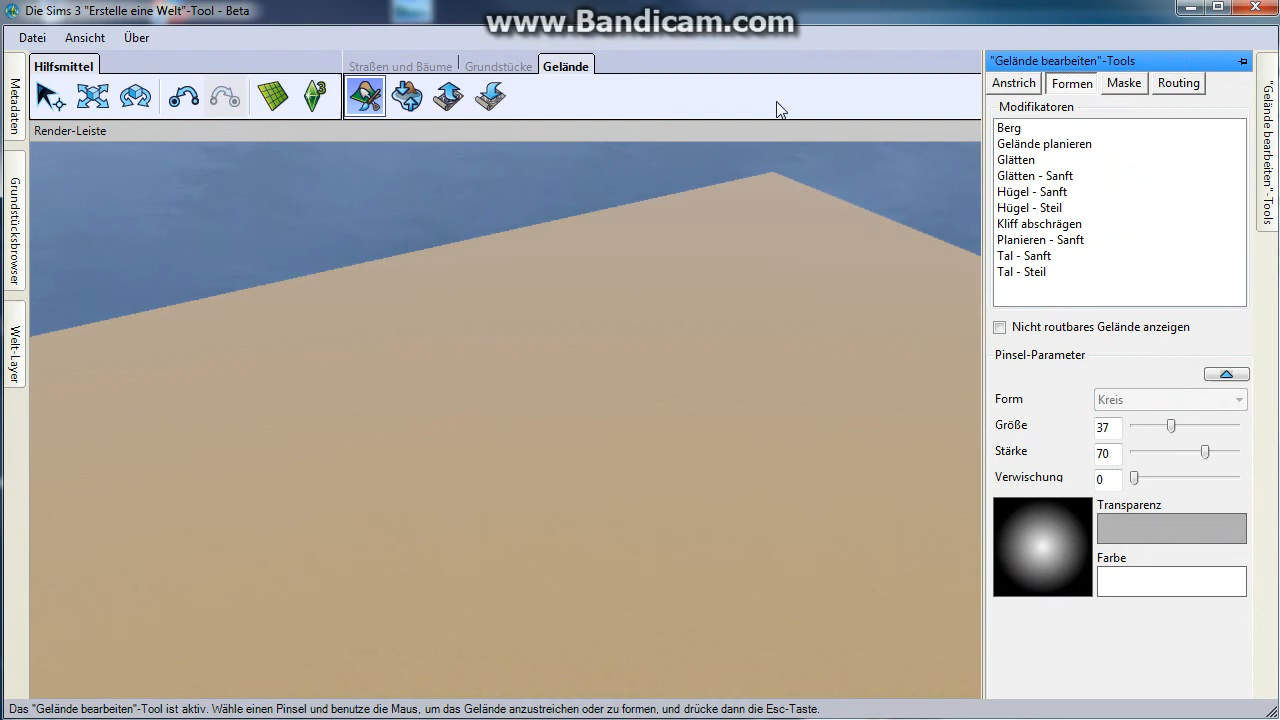 Die Sims 3 "Erstelle eine Welt"-Tool - Beta
www.Bandicam.com
Datei Ansicht Über
Hilfsmittel
Straßen und Bäume Grundstücke Gelände
Render-Leiste
Metadaten
Grundstücksbrowser
Welt-Layer
"Gelände bearbeiten"-Tools
Anstrich Formen Maske Routing
Modifikatoren
Berg
Gelände planieren
Glätten
Glätten - Sanft
Hügel - Sanft
Hügel - Steil
Kliff abschrägen
Planieren - Sanft
Tal - Sanft
Tal - Steil
Nicht routbares Gelände anzeigen
Pinsel-Parameter
Form Kreis
Größe 37
Stärke 70
Verwischung 0
Transparenz
Farbe
"Gelände bearbeiten"-Tools
Das "Gelände bearbeiten"-Tool ist aktiv. Wähle einen Pinsel und benutze die Maus, um das Gelände anzustreichen oder zu formen, und drücke dann die Esc-Taste.